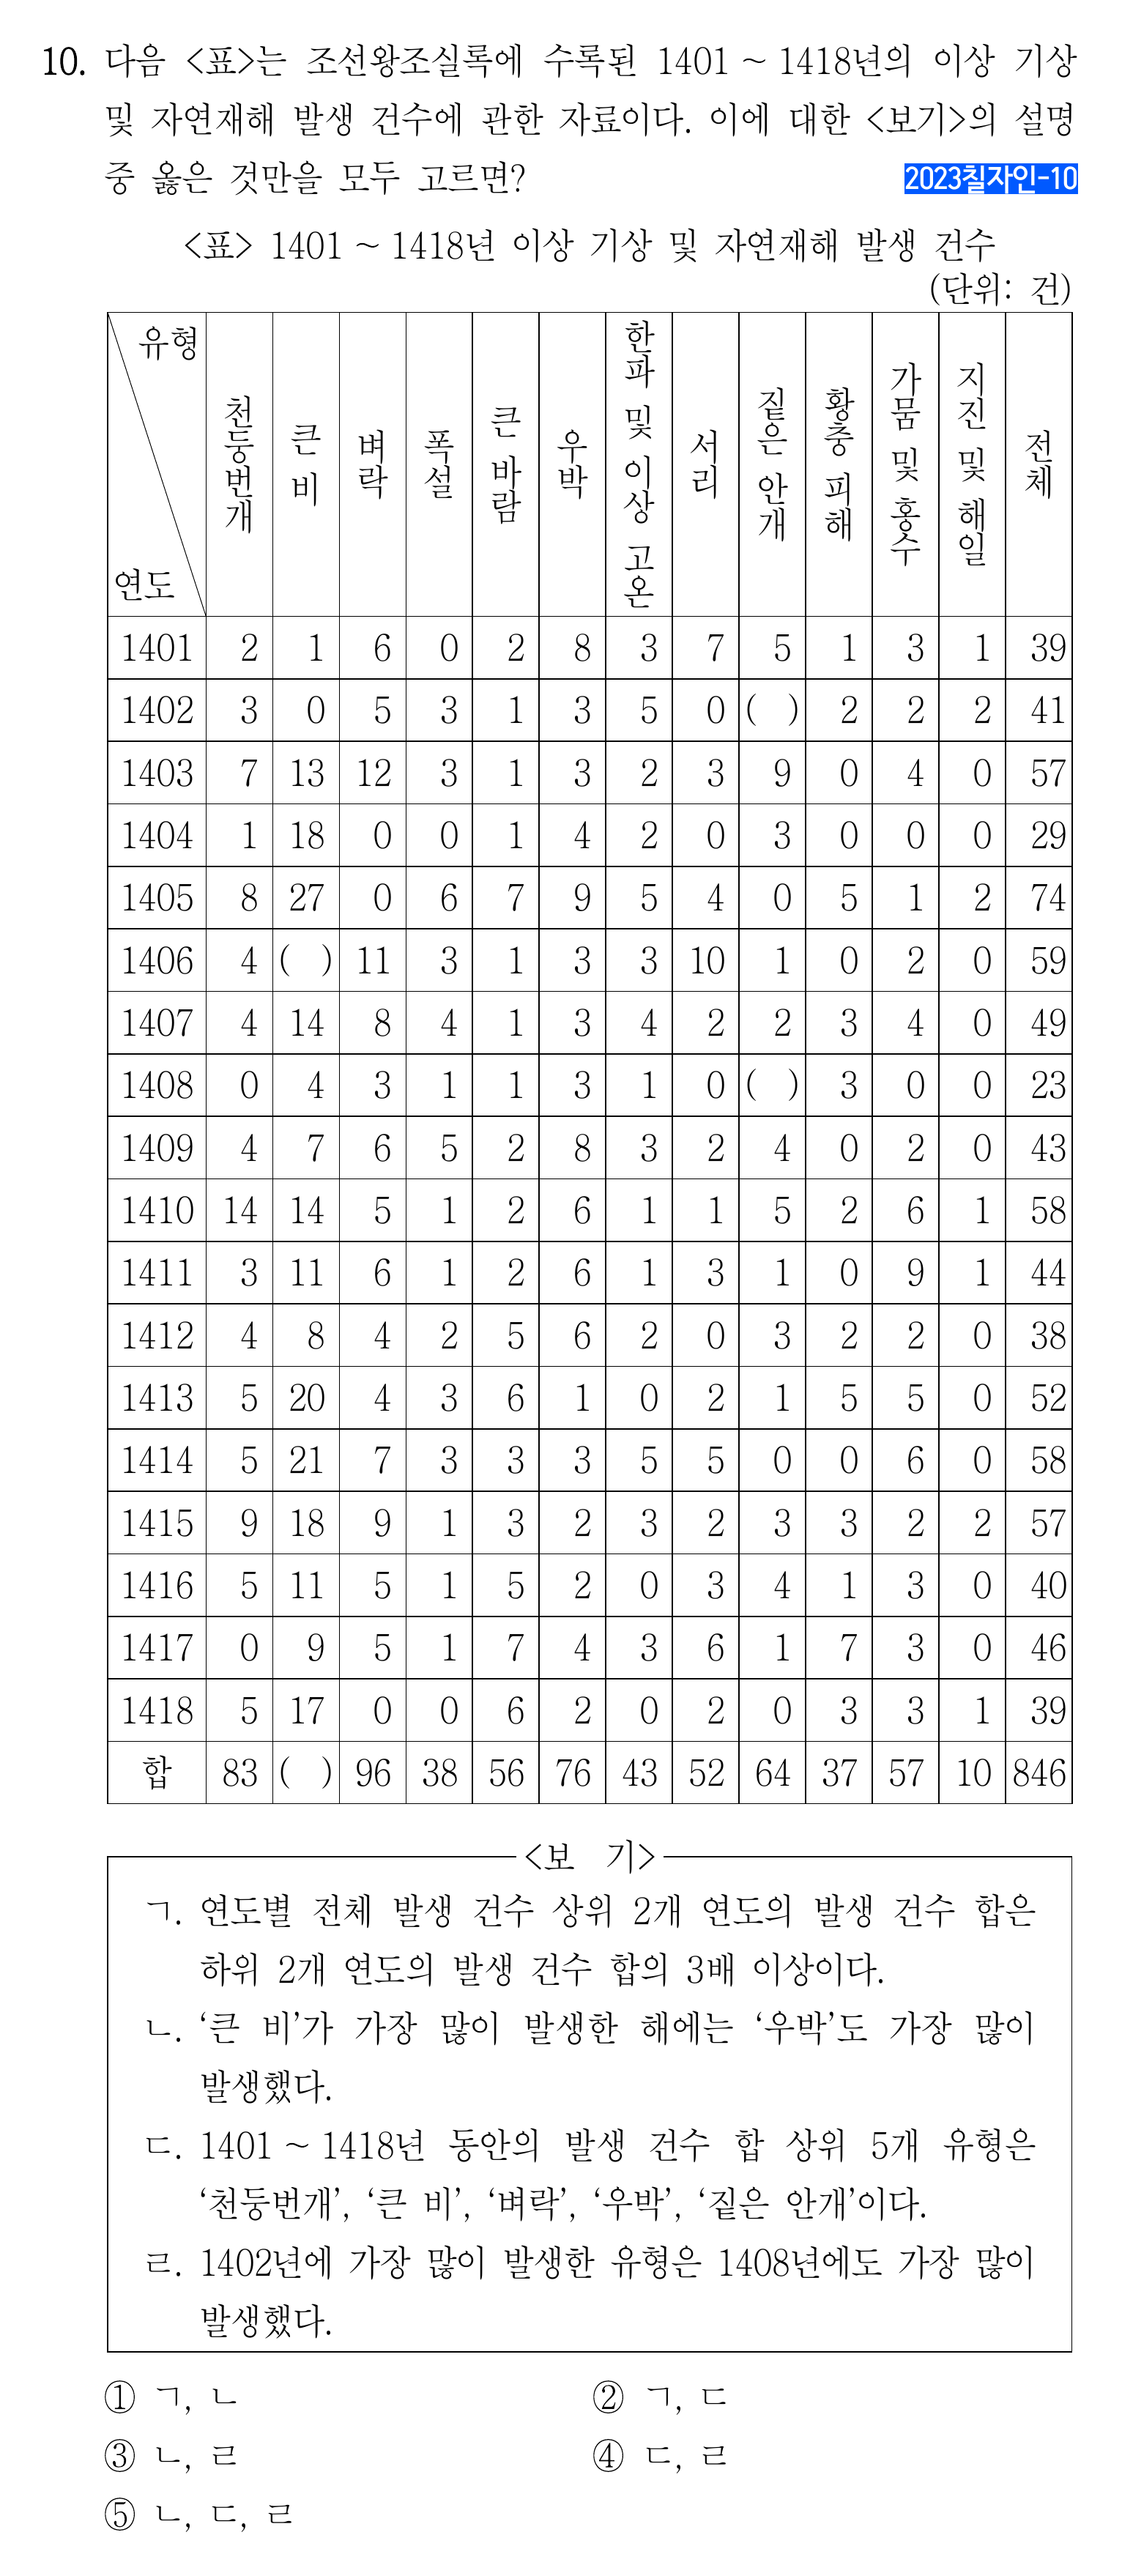 10. 다음 <표>는 조선왕조실록에 수록된 1401 ~ 1418년의 이상 기상
및 자연재해 발생 건수에 관한 자료이다. 이에 대한 <보기>의 설명
중 옳은 것만을 모두 고르면? 2023칠자인-10
<표> 1401 ~ 1418년 이상 기상 및 자연재해 발생 건수
(단위: 건)
유형 연도 천둥번개 큰 비 벼락 폭설 큰 바람 우박 한파 및 이상 고온 서리 짙은 안개 황충 피해 가뭄 및 홍수 지진 및 해일 전체
1401 2 1 6 0 2 8 3 7 5 1 3 1 39
1402 3 0 5 3 1 3 5 0 ( ) 2 2 2 41
1403 7 13 12 3 1 3 2 3 9 0 4 0 57
1404 1 18 0 0 1 4 2 0 3 0 0 0 29
1405 8 27 0 6 7 9 5 4 0 5 1 2 74
1406 4 ( ) 11 3 1 3 3 10 1 0 2 0 59
1407 4 14 8 4 1 3 4 2 2 3 4 0 49
1408 0 4 3 1 1 3 1 0 ( ) 3 0 0 23
1409 4 7 6 5 2 8 3 2 4 0 2 0 43
1410 14 14 5 1 2 6 1 1 5 2 6 1 58
1411 3 11 6 1 2 6 1 3 1 0 9 1 44
1412 4 8 4 2 5 6 2 0 3 2 2 0 38
1413 5 20 4 3 6 1 0 2 1 5 5 0 52
1414 5 21 7 3 3 3 5 5 0 0 6 0 58
1415 9 18 9 1 3 2 3 2 3 3 2 2 57
1416 5 11 5 1 5 2 0 3 4 1 3 0 40
1417 0 9 5 1 7 4 3 6 1 7 3 0 46
1418 5 17 0 0 6 2 0 2 0 3 3 1 39
합 83 ( ) 96 38 56 76 43 52 64 37 57 10 846
<보 기>
ㄱ. 연도별 전체 발생 건수 상위 2개 연도의 발생 건수 합은
하위 2개 연도의 발생 건수 합의 3배 이상이다.
ㄴ. ‘큰 비’가 가장 많이 발생한 해에는 ‘우박’도 가장 많이
발생했다.
ㄷ. 1401 ~ 1418년 동안의 발생 건수 합 상위 5개 유형은
‘천둥번개’, ‘큰 비’, ‘벼락’, ‘우박’, ‘짙은 안개’이다.
ㄹ. 1402년에 가장 많이 발생한 유형은 1408년에도 가장 많이
발생했다.
① ㄱ, ㄴ ② ㄱ, ㄷ
③ ㄴ, ㄹ ④ ㄷ, ㄹ
⑤ ㄴ, ㄷ, ㄹ